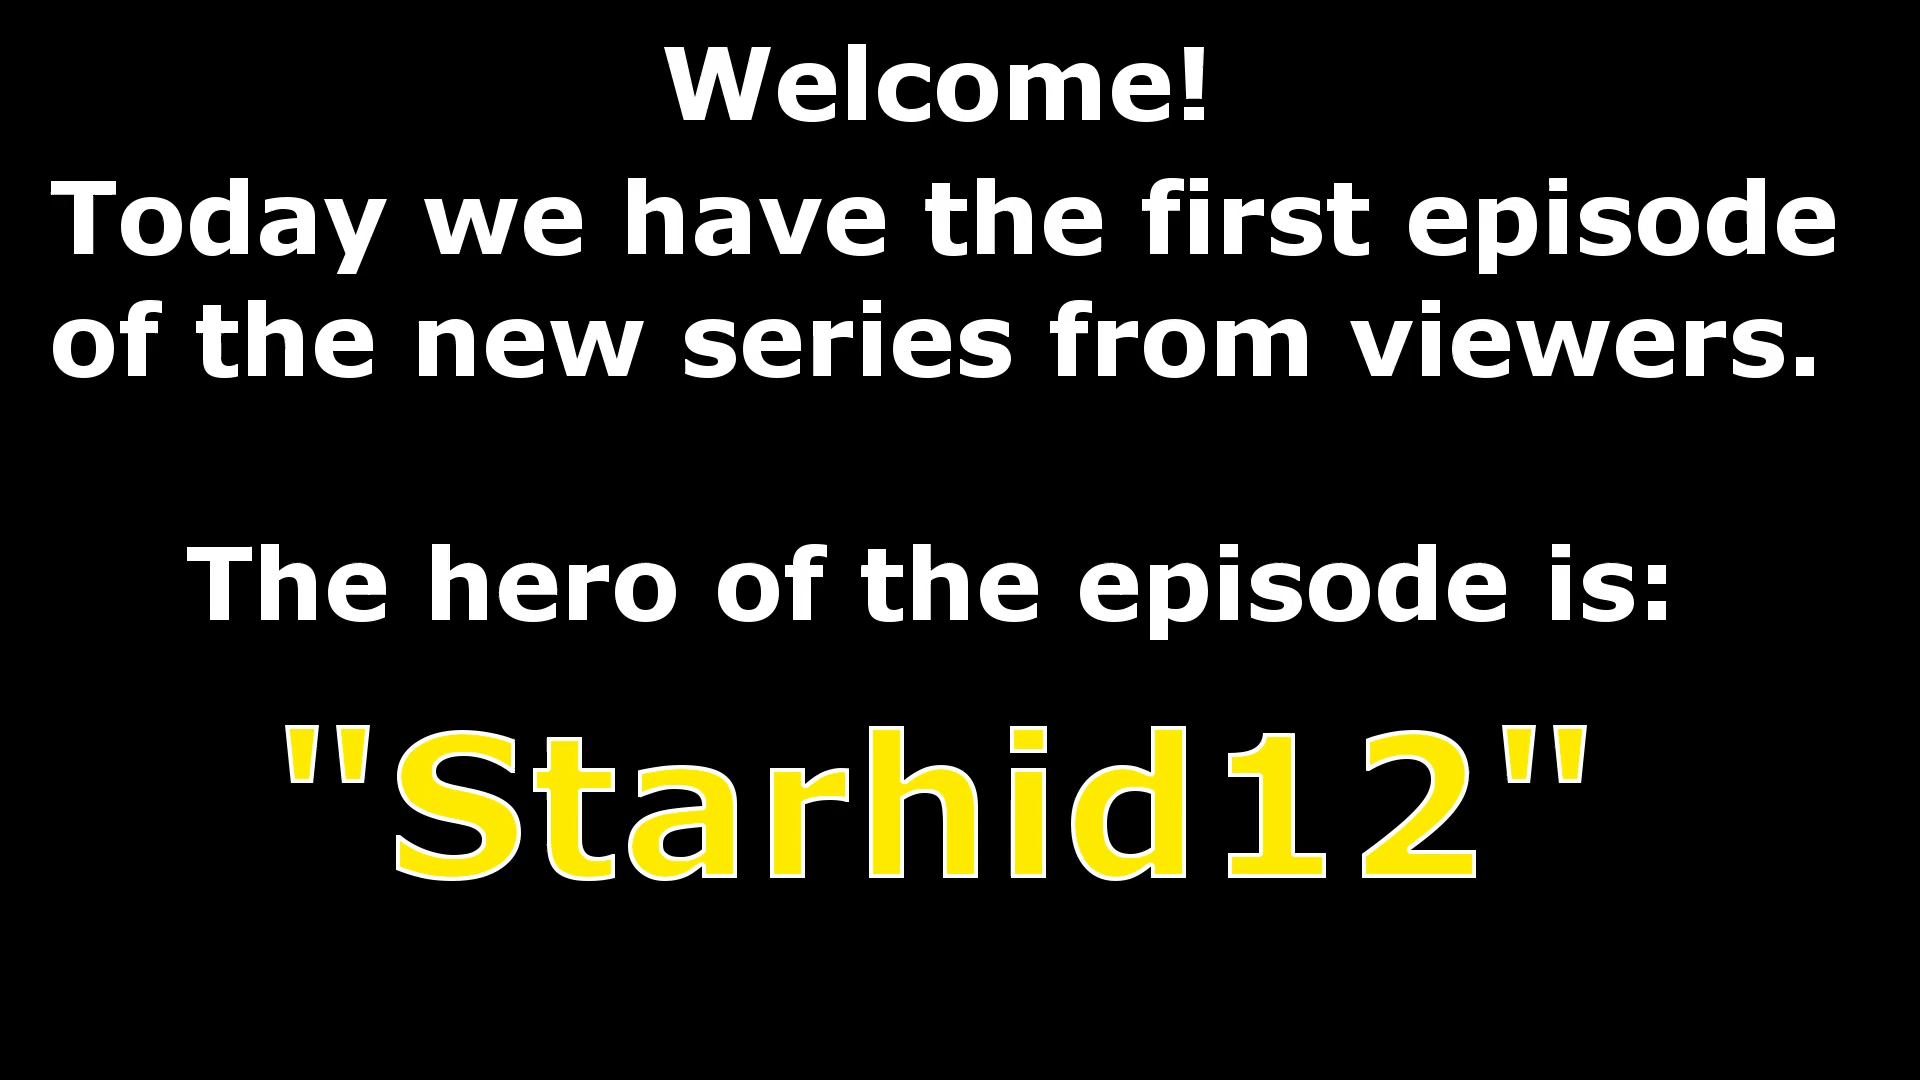 Welcome!
Today we have the first episode
of the new series from viewers.
The hero of the episode is:
"Starhid12"